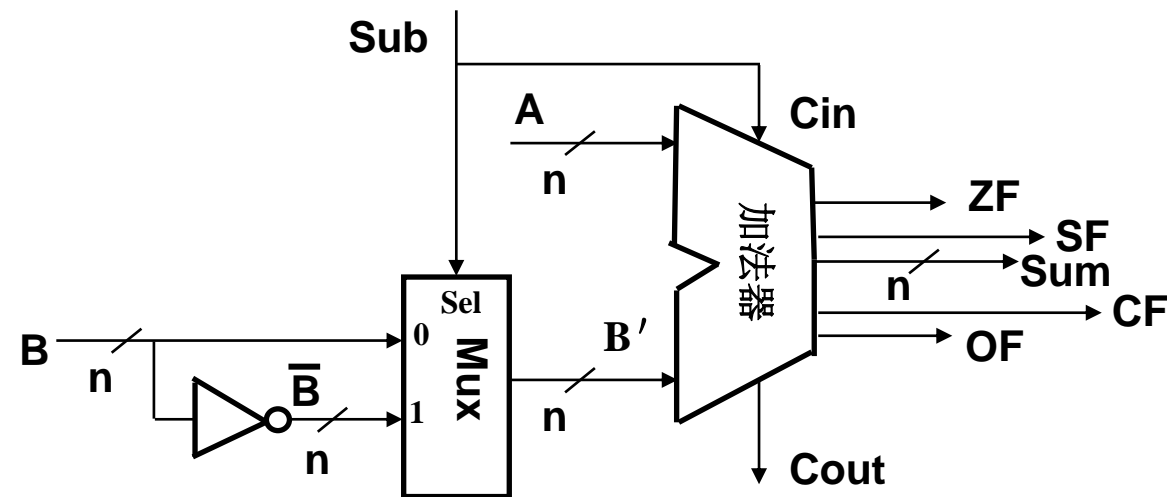 Sub
A
Cin
n
ZF
SF
n
Sum
加法器
CF
OF
Sel
B
0
n
Mux
B′
B̅
1
n
n
Cout